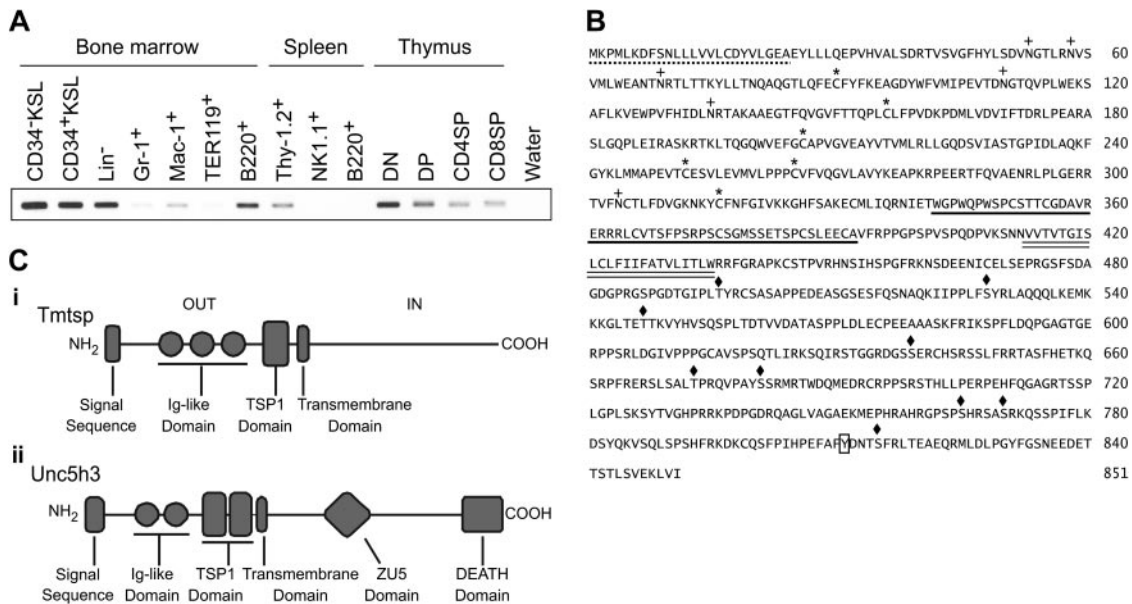 A
Bone marrow Spleen Thymus
CD34-KSL CD34+KSL Lin- Gr-1+ Mac-1+ TER119+ B220+ Thy-1.2+ NK1.1+ B220+ DN DP CD4SP CD8SP Water
B
+ +
MKPMLKDFSNLLLVVLCDYVLGEAEYLLLQEPVHVALSDRTVSVGFHYLSDVNGTLRNVS 60
+ * +
VMLWEANTNRTLTTKYLLTNQAQGTLQFECFYFKEAGDYWFVMIPEVTDNGTQVPLWEKS 120
+ *
AFLKVEWPVFHIDLNRTAKAAEGTFQVGVFTTQPLCLFPVDKPDMLVDVIFTDRLPEARA 180
*
SLGQPLEIRASKRTKLTQGQWVEFGCAPVGVEAYVTVMLRLLGQDSVIASTGPIDLAQKF 240
* *
GYKLMMAPEVTCESVLEVMVLPPPCVFVQGVLAVYKEAPKRPEERTFQVAENRLPLGERR 300
+ *
TVFNCTLFDVGKNKYCFNFGIVKKGHFSAKECMLIQRNIETWGPWQPWSPCSTTCGDAVR 360
ERRRLCVTSFPSRPSCSGMSSETSPCSLEECAVFRPPGPSPVSPQDPVKSNNVVTVTGIS 420
LCLFIIFATVLITLWRRFGRAPKCSTPVRHNSIHSPGFRKNSDEENICELSEPRGSFSDA 480
♦ ♦
GDGPRGSPGDTGIPLTYRCSASAPPEDEASGSESFQSNAQKIIPPLFSYRLAQQQLKEMK 540
♦
KKGLTETTKVYHVSQSPLTDTVVDATASPPLDLECPEEAAASKFRIKSPFLDQPGAGTGE 600
♦
RPPSRLDGIVPPPGCAVSPSQTLIRKSQIRSTGGRDGSSERCHSRSSLFRRTASFHETKQ 660
♦ ♦
SRPFRERSLSALTPRQVPAYSSRMRTWDQMEDRCRPPSRSTHLLPERPEHFQGAGRTSSP 720
♦ ♦
LGPLSKSYTVGHPRRKPDPGDRQAGLVAGAEKMEPHRAHRGPSPSHRSASRKQSSPIFLK 780
♦
DSYQKVSQLSPSHFRKDKCQSFPIHPEFAFYDNTSFRLTEAEQRMLDLPGYFGSNEEDET 840
TSTLSVEKLVI 851
C
i
Tmtsp
OUT IN
NH2 COOH
Signal Sequence
Ig-like Domain
TSP1 Domain
Transmembrane Domain
ii
Unc5h3
NH2 COOH
Signal Sequence
Ig-like Domain
TSP1 Domain
Transmembrane Domain
ZU5 Domain
DEATH Domain